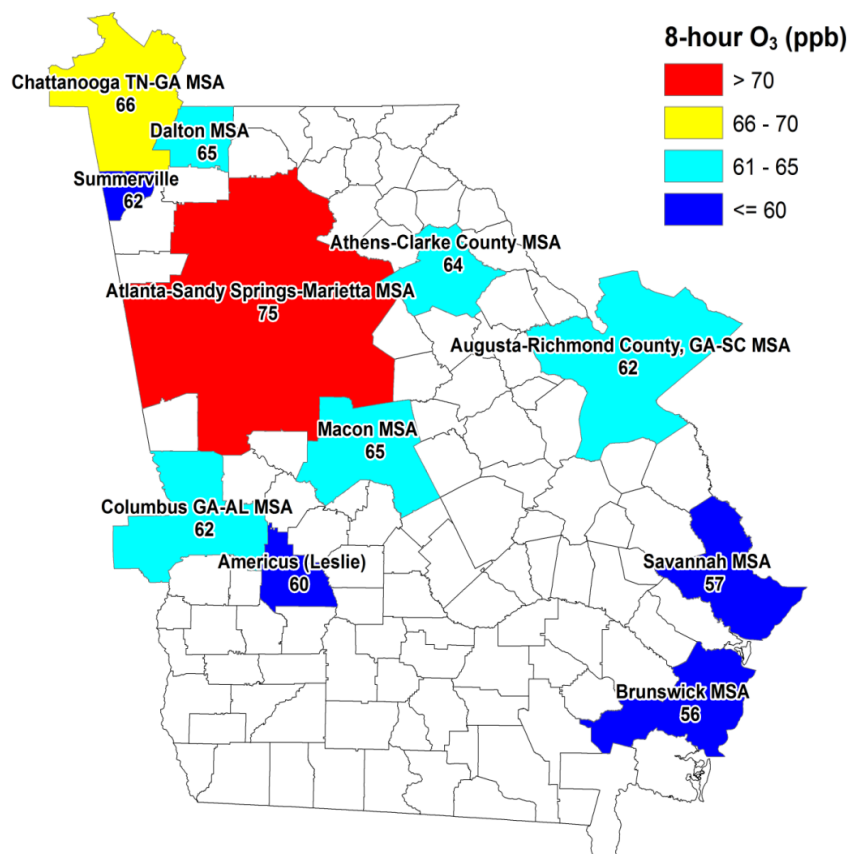 8-hour O₃ (ppb)
> 70
66 - 70
61 - 65
<= 60
Chattanooga TN-GA MSA
66
Dalton MSA
65
Summerville
62
Athens-Clarke County MSA
64
Atlanta-Sandy Springs-Marietta MSA
75
Augusta-Richmond County, GA-SC MSA
62
Macon MSA
65
Columbus GA-AL MSA
62
Americus (Leslie)
60
Savannah MSA
57
Brunswick MSA
56